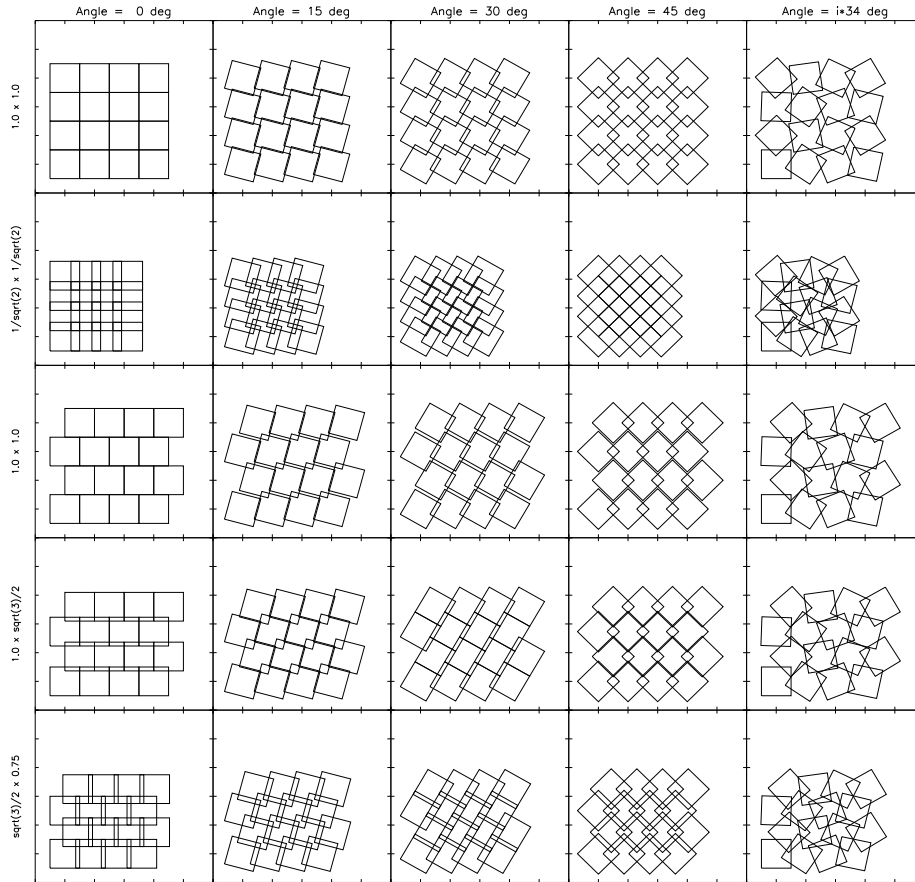 Angle =  0 deg
Angle = 15 deg
Angle = 30 deg
Angle = 45 deg
Angle = i*34 deg
1.0 x 1.0
1/sqrt(2) x 1/sqrt(2)
1.0 x 1.0
1.0 x sqrt(3)/2
sqrt(3)/2 x 0.75